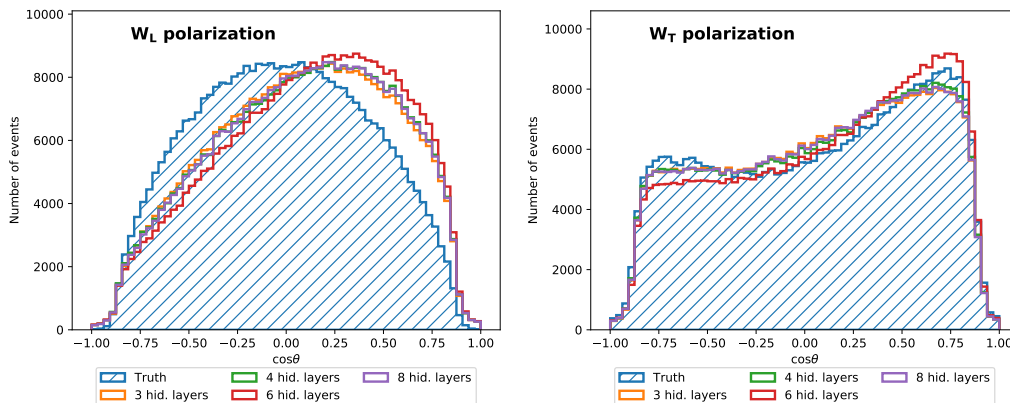 W_L polarization
Number of events
10000
8000
6000
4000
2000
0
−1.00 −0.75 −0.50 −0.25 0.00 0.25 0.50 0.75 1.00
cosθ
Truth
3 hid. layers
4 hid. layers
6 hid. layers
8 hid. layers
W_T polarization
Number of events
10000
8000
6000
4000
2000
0
−1.00 −0.75 −0.50 −0.25 0.00 0.25 0.50 0.75 1.00
cosθ
Truth
3 hid. layers
4 hid. layers
6 hid. layers
8 hid. layers